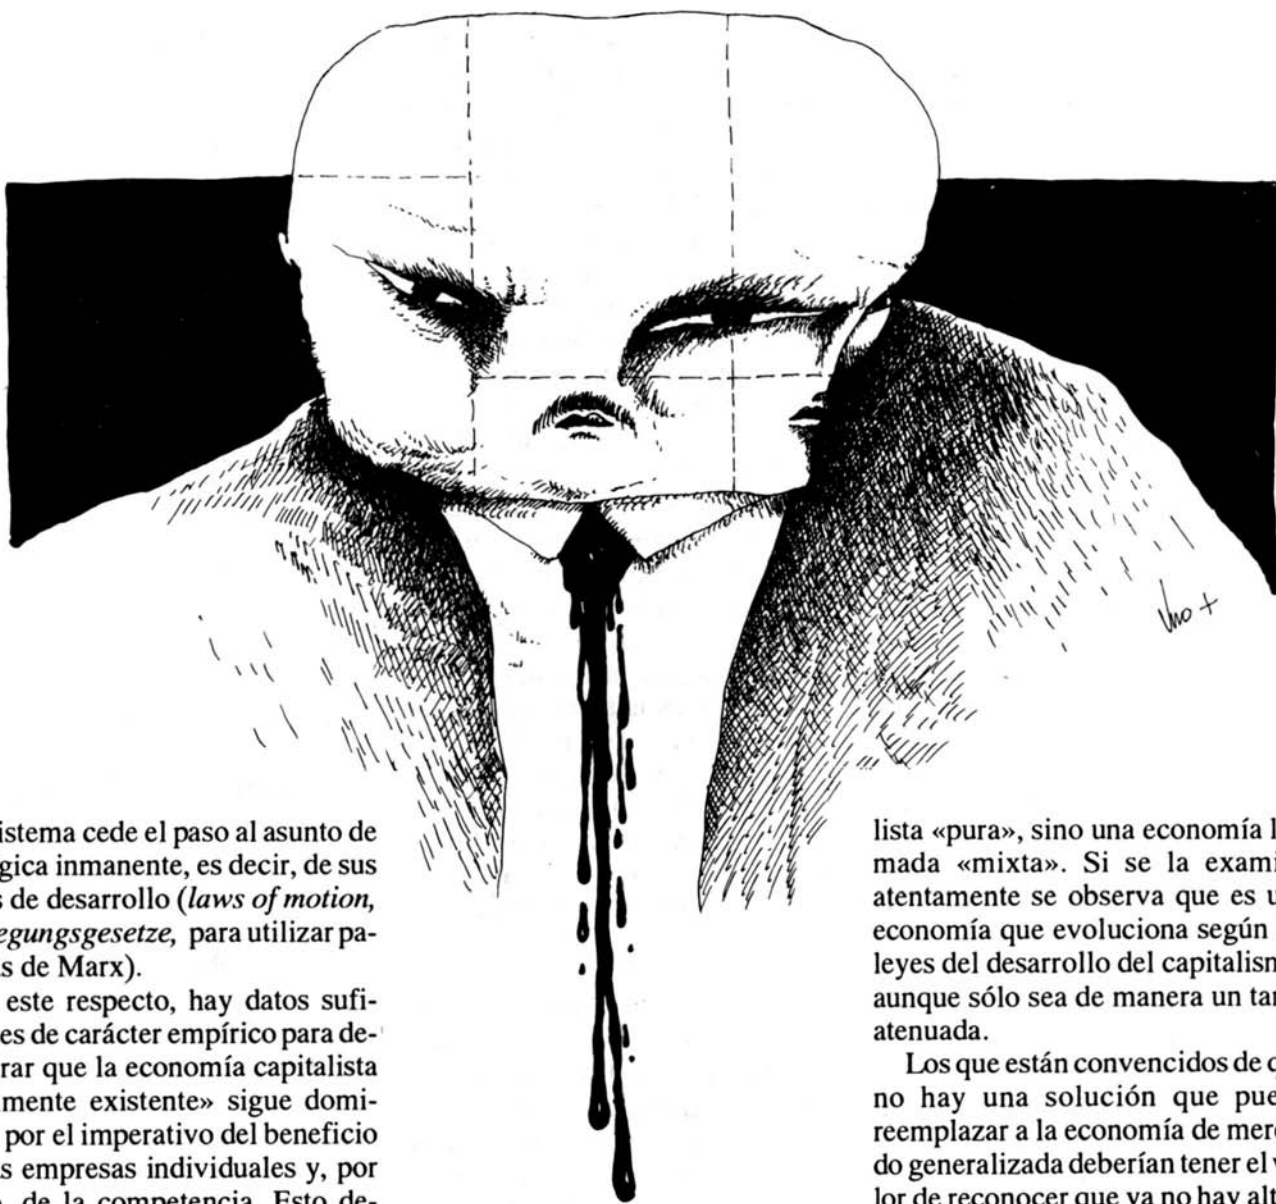 istema cede el paso al asunto de
gica inmanente, es decir, de sus
s de desarrollo (laws of motion,
egungsgesetze, para utilizar pa-
s de Marx).
este respecto, hay datos sufi-
es de carácter empírico para de-
rar que la economía capitalista
mente existente» sigue domi-
por el imperativo del beneficio
s empresas individuales y, por
de la competencia. Esto de-
lista «pura», sino una economía l
mada «mixta». Si se la exami
atentamente se observa que es u
economía que evoluciona según
leyes del desarrollo del capitalism
aunque sólo sea de manera un tan
atenuada.
Los que están convencidos de q
no hay una solución que pue
reemplazar a la economía de merc
do generalizada deberían tener el v
lor de reconocer que ya no hay alt